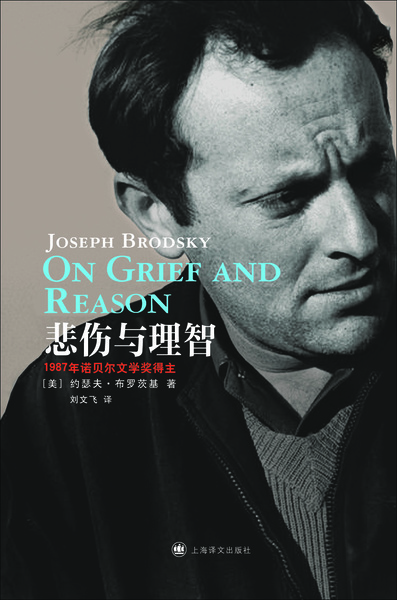 JOSEPH BRODSKY
ON GRIEF AND
REASON
悲伤与理智
1987年诺贝尔文学奖得主
[美] 约瑟夫·布罗茨基 著
刘文飞 译
上海译文出版社